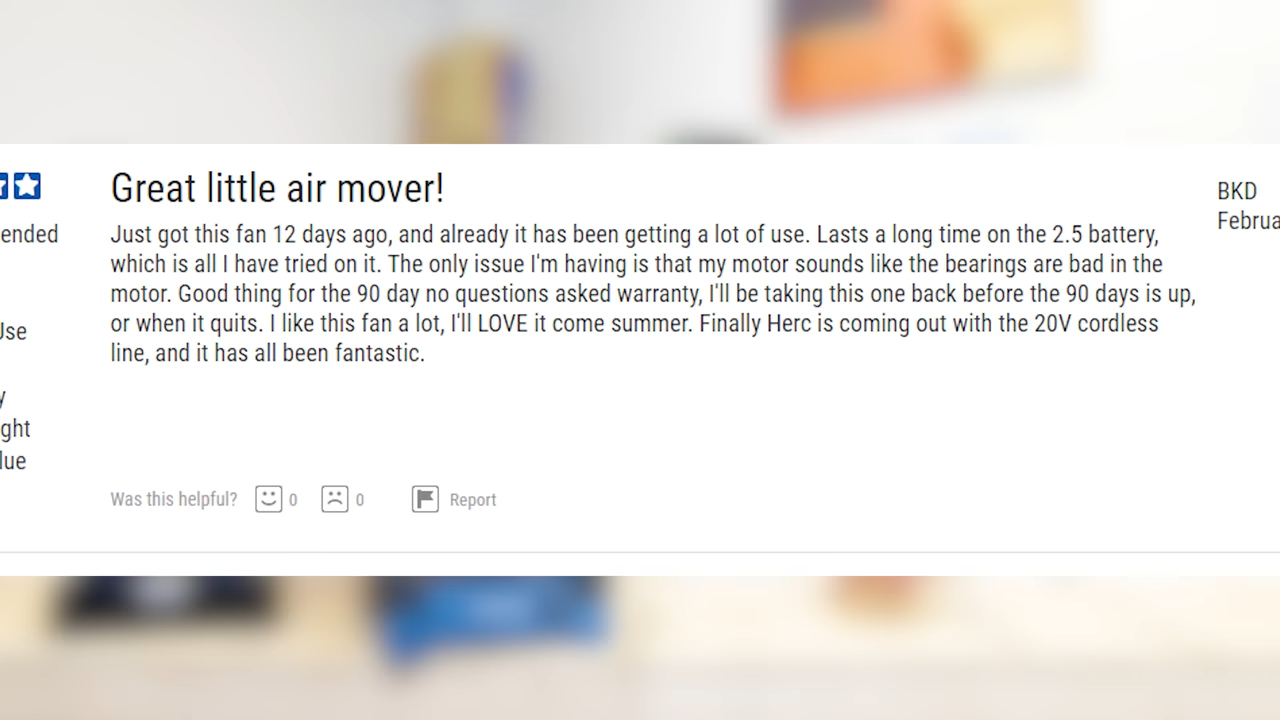 Great little air mover!
BKD
Just got this fan 12 days ago, and already it has been getting a lot of use. Lasts a long time on the 2.5 battery,
which is all I have tried on it. The only issue I'm having is that my motor sounds like the bearings are bad in the
motor. Good thing for the 90 day no questions asked warranty, I'll be taking this one back before the 90 days is up,
or when it quits. I like this fan a lot, I'll LOVE it come summer. Finally Herc is coming out with the 20V cordless
line, and it has all been fantastic.
Februa
ended
Use
y
ght
lue
Was this helpful? 0 0 Report